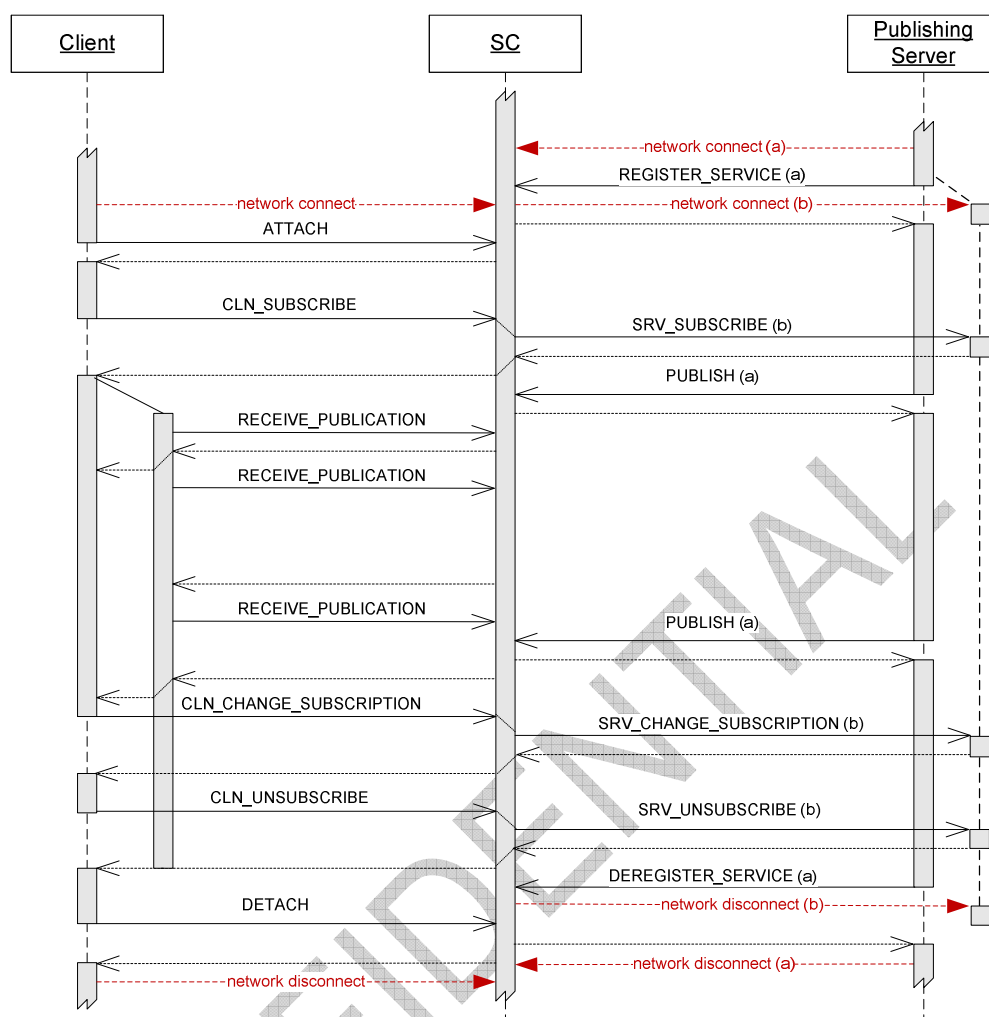 Client
SC
Publishing
Server
network connect (a)
REGISTER_SERVICE (a)
network connect
network connect (b)
ATTACH
CLN_SUBSCRIBE
SRV_SUBSCRIBE (b)
PUBLISH (a)
RECEIVE_PUBLICATION
RECEIVE_PUBLICATION
RECEIVE_PUBLICATION
PUBLISH (a)
CLN_CHANGE_SUBSCRIPTION
SRV_CHANGE_SUBSCRIPTION (b)
CLN_UNSUBSCRIBE
SRV_UNSUBSCRIBE (b)
DEREGISTER_SERVICE (a)
DETACH
network disconnect (b)
network disconnect (a)
network disconnect
FIDENTIAL